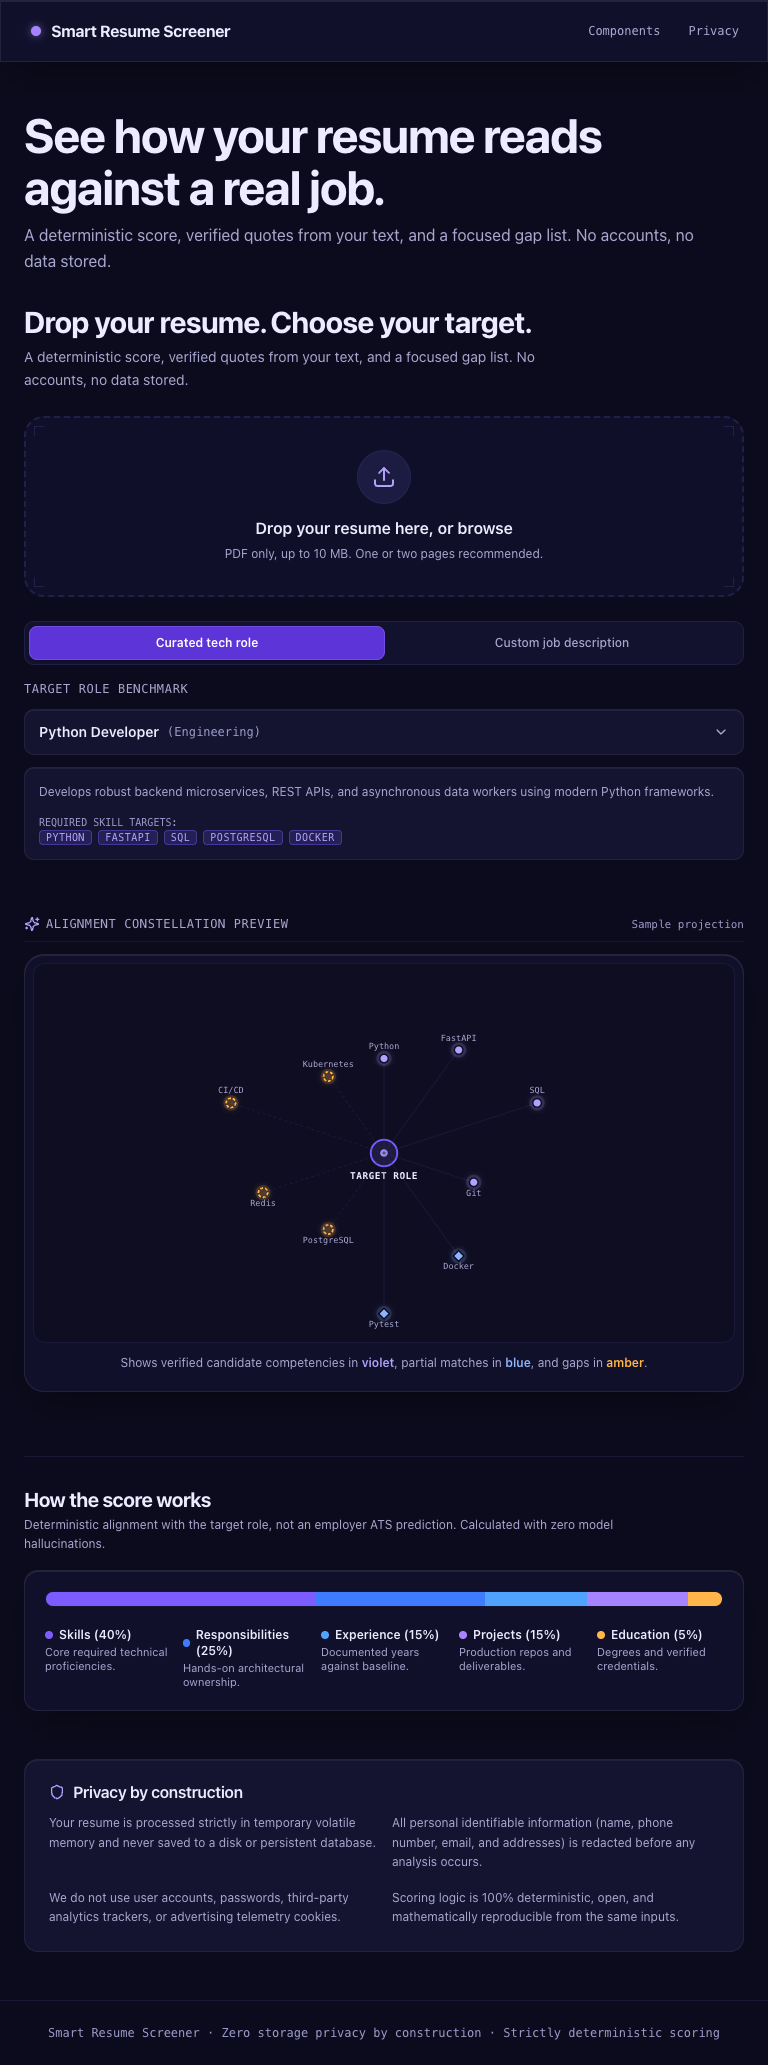 Smart Resume Screener
Components
Privacy
See how your resume reads
against a real job.
A deterministic score, verified quotes from your text, and a focused gap list. No accounts, no
data stored.
Drop your resume. Choose your target.
A deterministic score, verified quotes from your text, and a focused gap list. No
accounts, no data stored.
Drop your resume here, or browse
PDF only, up to 10 MB. One or two pages recommended.
Curated tech role
Custom job description
TARGET ROLE BENCHMARK
Python Developer (Engineering)
Develops robust backend microservices, REST APIs, and asynchronous data workers using modern Python frameworks.
REQUIRED SKILL TARGETS:
PYTHON FASTAPI SQL POSTGRESQL DOCKER
ALIGNMENT CONSTELLATION PREVIEW
Sample projection
FastAPI
Python
Kubernetes
CI/CD
SQL
TARGET ROLE
Git
Redis
PostgreSQL
Docker
Pytest
Shows verified candidate competencies in violet, partial matches in blue, and gaps in amber.
How the score works
Deterministic alignment with the target role, not an employer ATS prediction. Calculated with zero model
hallucinations.
Skills (40%)
Core required technical
proficiencies.
Responsibilities
(25%)
Hands-on architectural
ownership.
Experience (15%)
Documented years
against baseline.
Projects (15%)
Production repos and
deliverables.
Education (5%)
Degrees and verified
credentials.
Privacy by construction
Your resume is processed strictly in temporary volatile
memory and never saved to a disk or persistent database.
All personal identifiable information (name, phone
number, email, and addresses) is redacted before any
analysis occurs.
We do not use user accounts, passwords, third-party
analytics trackers, or advertising telemetry cookies.
Scoring logic is 100% deterministic, open, and
mathematically reproducible from the same inputs.
Smart Resume Screener · Zero storage privacy by construction · Strictly deterministic scoring